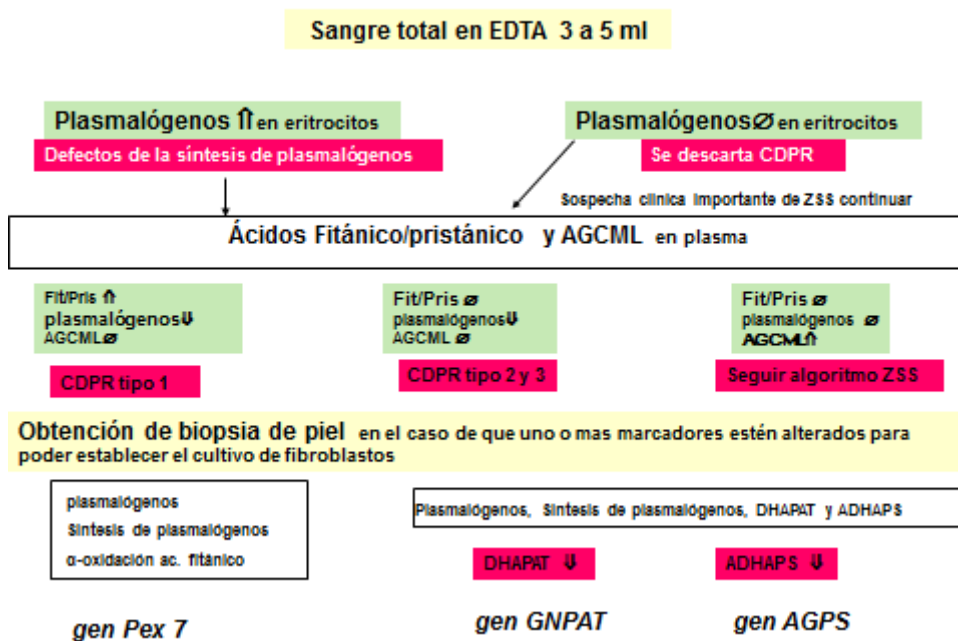 Sangre total en EDTA 3 a 5 ml
Plasmalógenos ⇑ en eritrocitos
Defectos de la síntesis de plasmalógenos
Plasmalógenos Ø en eritrocitos
Se descarta CDPR
Sospecha clinica importante de ZSS continuar
Ácidos Fitánico/pristánico y AGCML en plasma
Fit/Pris ⇑
plasmalógenos⇓
AGCML Ø
CDPR tipo 1
Fit/Pris Ø
plasmalógenos⇓
AGCML Ø
CDPR tipo 2 y 3
Fit/Pris Ø
plasmalógenos Ø
AGCML⇑
Seguir algoritmo ZSS
Obtención de biopsia de piel en el caso de que uno o mas marcadores estén alterados para
poder establecer el cultivo de fibroblastos
plasmalógenos
Síntesis de plasmalógenos
α-oxidación ac. fitánico
Plasmalógenos, Síntesis de plasmalógenos, DHAPAT y ADHAPS
DHAPAT ⇓
ADHAPS ⇓
gen Pex 7
gen GNPAT
gen AGPS